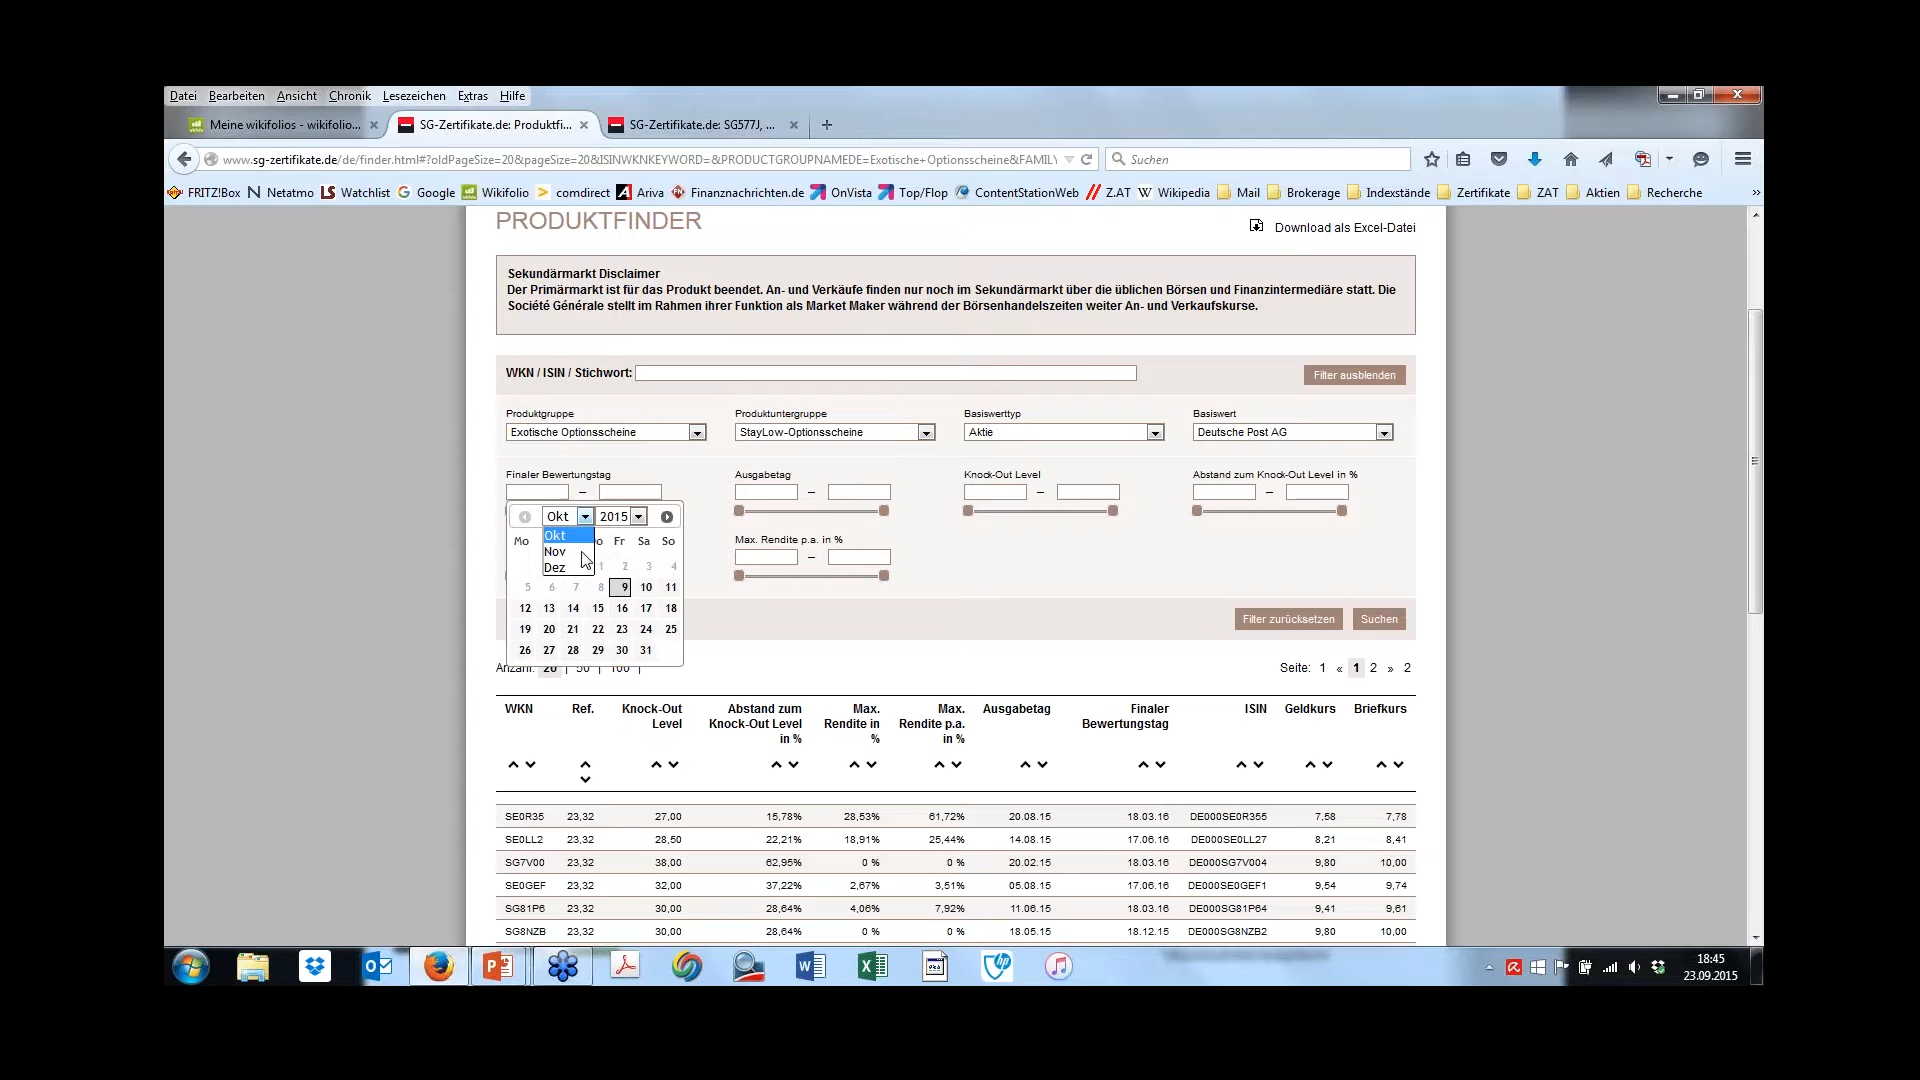 Datei Bearbeiten Ansicht Chronik Lesezeichen Extras Hilfe
Meine wikifolios - wikifolio...
SG-Zertifikate.de: Produktfi...
SG-Zertifikate.de: SG577J, ...
www.sg-zertifikate.de/de/finder.html#?oldPageSize=20&pageSize=20&ISINWKNKEYWORD=&PRODUCTGROUPNAMEDE=Exotische+Optionsscheine&FAMILY
Suchen
FRITZ!Box Netatmo Watchlist Google Wikifolio comdirect Ariva Finanznachrichten.de OnVista Top/Flop ContentStationWeb Z.AT Wikipedia Mail Brokerage Indexstände Zertifikate ZAT Aktien Recherche »
PRODUKTFINDER
Download als Excel-Datei
Sekundärmarkt Disclaimer
Der Primärmarkt ist für das Produkt beendet. An- und Verkäufe finden nur noch im Sekundärmarkt über die üblichen Börsen und Finanzintermediäre statt. Die
Société Générale stellt im Rahmen ihrer Funktion als Market Maker während der Börsenhandelszeiten weiter An- und Verkaufskurse.
WKN / ISIN / Stichwort:
Filter ausblenden
Produktgruppe Produktuntergruppe Basiswerttyp Basiswert
Exotische Optionsscheine StayLow-Optionsscheine Aktie Deutsche Post AG
Finaler Bewertungstag Ausgabetag Knock-Out Level Abstand zum Knock-Out Level in %
– – – –
Okt 2015
Okt
Nov
Dez
Mo o Fr Sa So
Max. Rendite p.a. in %
–
1 2 3 4
5 6 7 8 9 10 11
12 13 14 15 16 17 18
19 20 21 22 23 24 25
26 27 28 29 30 31
Filter zurücksetzen Suchen
Anzahl: 20 | 50 | 100 |
Seite: 1 « 1 2 » 2
WKN Ref. Knock-Out Abstand zum Max. Max. Ausgabetag Finaler ISIN Geldkurs Briefkurs
Level Knock-Out Level Rendite in Rendite p.a. Bewertungstag
in % % in %
SE0R35 23,32 27,00 15,78% 28,53% 61,72% 20.08.15 18.03.16 DE000SE0R355 7,58 7,78
SE0LL2 23,32 28,50 22,21% 18,91% 25,44% 14.08.15 17.06.16 DE000SE0LL27 8,21 8,41
SG7V00 23,32 38,00 62,95% 0 % 0 % 20.02.15 18.03.16 DE000SG7V004 9,80 10,00
SE0GEF 23,32 32,00 37,22% 2,67% 3,51% 05.08.15 17.06.16 DE000SE0GEF1 9,54 9,74
SG81P6 23,32 30,00 28,64% 4,06% 7,92% 11.06.15 18.03.16 DE000SG81P64 9,41 9,61
SG8NZB 23,32 30,00 28,64% 0 % 0 % 18.05.15 18.12.15 DE000SG8NZB2 9,80 10,00
18:45
23.09.2015